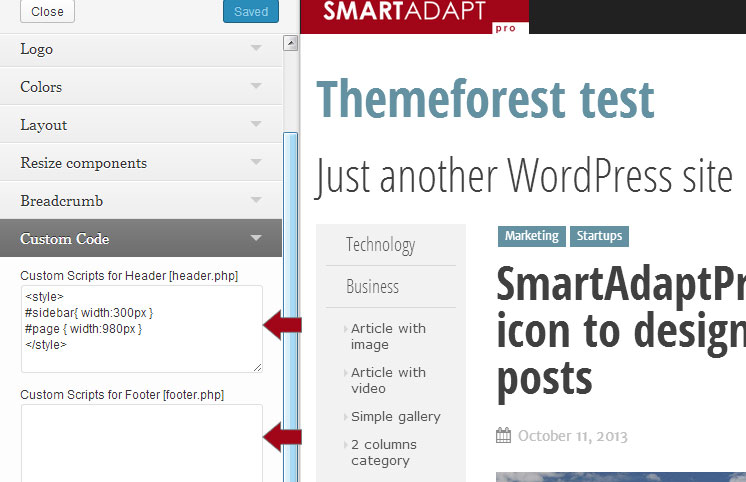 Close
Saved
Logo
Colors
Layout
Resize components
Breadcrumb
Custom Code
Custom Scripts for Header [header.php]
<style>
#sidebar{ width:300px }
#page { width:980px }
</style>
Custom Scripts for Footer [footer.php]
SMARTADAPT
pro
Themeforest test
Just another WordPress site
Technology
Business
Article with
image
Article with
video
Simple gallery
2 columns
category
Marketing
Startups
SmartAdaptPr
icon to design
posts
October 11, 2013